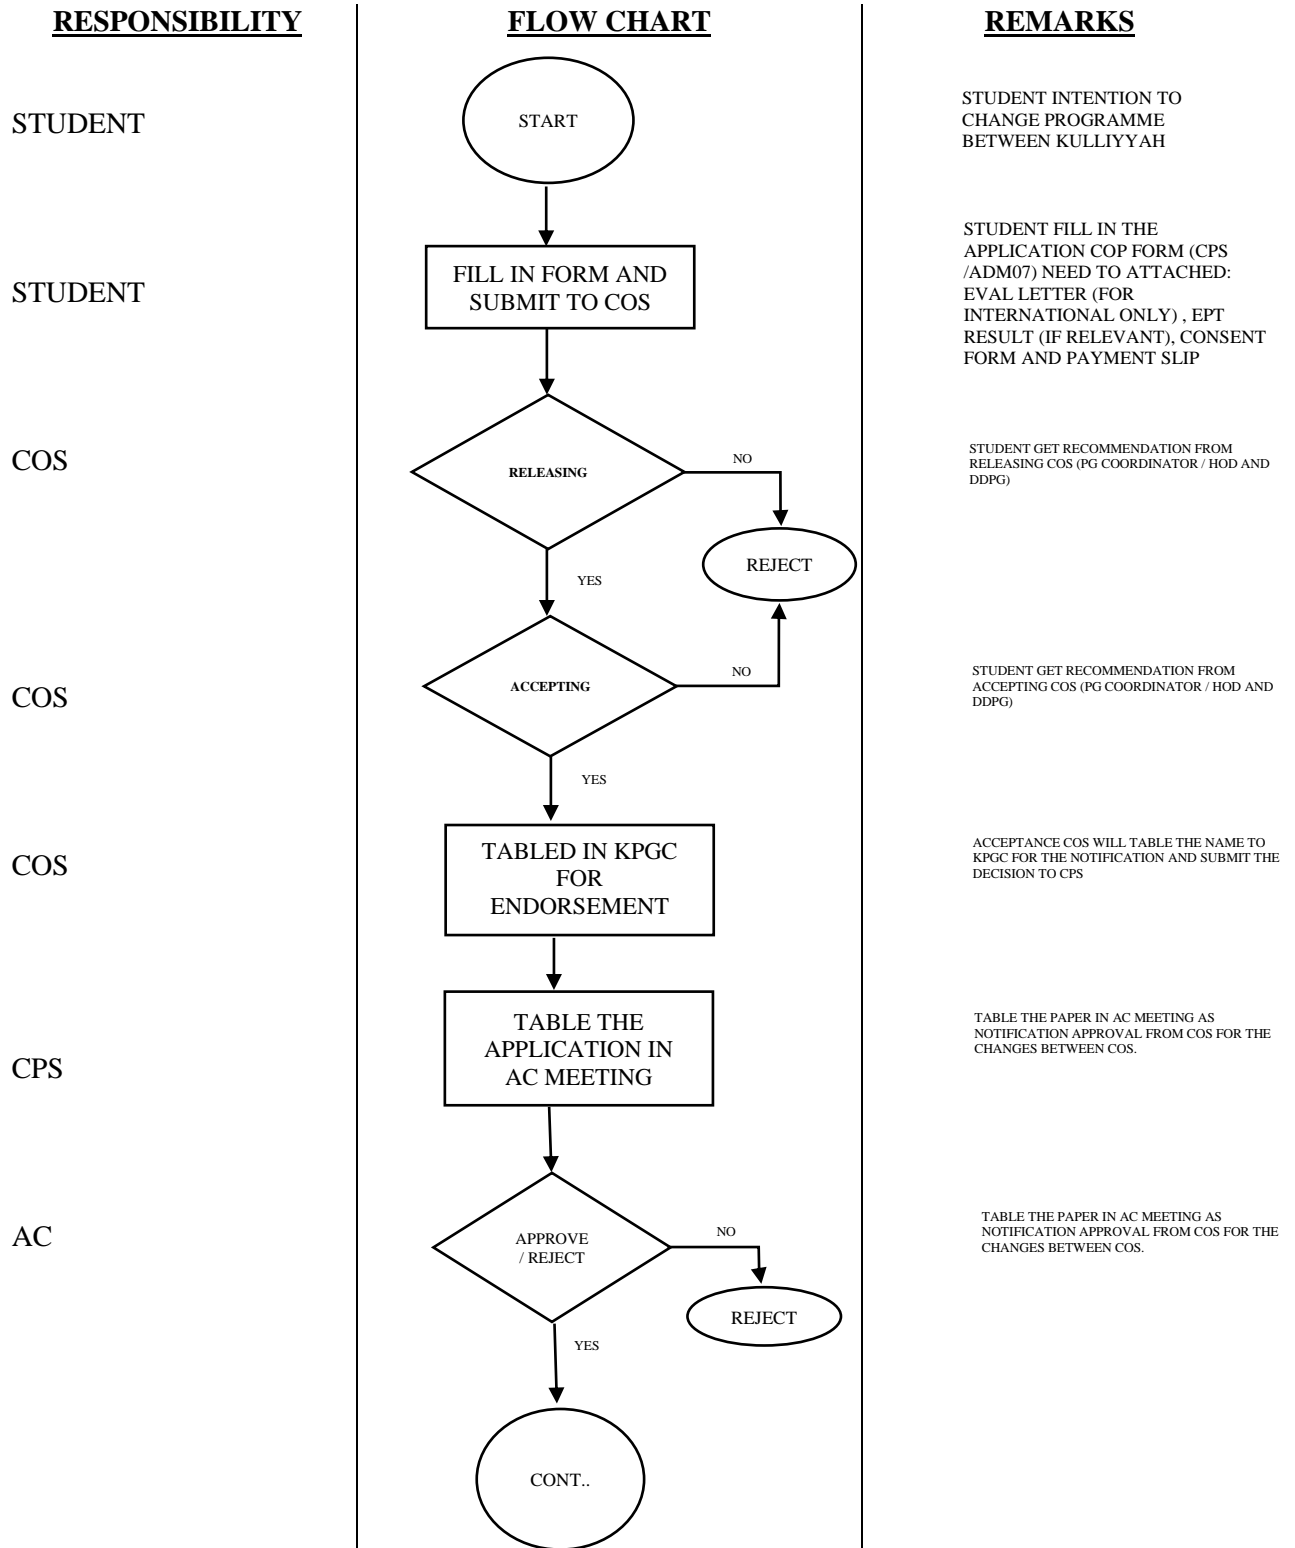 RESPONSIBILITY
FLOW CHART
REMARKS
STUDENT
START
STUDENT INTENTION TO
CHANGE PROGRAMME
BETWEEN KULLIYYAH
STUDENT
FILL IN FORM AND
SUBMIT TO COS
STUDENT FILL IN THE
APPLICATION COP FORM (CPS
/ADM07) NEED TO ATTACHED:
EVAL LETTER (FOR
INTERNATIONAL ONLY) , EPT
RESULT (IF RELEVANT), CONSENT
FORM AND PAYMENT SLIP
COS
RELEASING
NO
STUDENT GET RECOMMENDATION FROM
RELEASING COS (PG COORDINATOR / HOD AND
DDPG)
REJECT
YES
COS
ACCEPTING
NO
STUDENT GET RECOMMENDATION FROM
ACCEPTING COS (PG COORDINATOR / HOD AND
DDPG)
YES
COS
TABLED IN KPGC
FOR
ENDORSEMENT
ACCEPTANCE COS WILL TABLE THE NAME TO
KPGC FOR THE NOTIFICATION AND SUBMIT THE
DECISION TO CPS
CPS
TABLE THE
APPLICATION IN
AC MEETING
TABLE THE PAPER IN AC MEETING AS
NOTIFICATION APPROVAL FROM COS FOR THE
CHANGES BETWEEN COS.
AC
APPROVE
/ REJECT
NO
TABLE THE PAPER IN AC MEETING AS
NOTIFICATION APPROVAL FROM COS FOR THE
CHANGES BETWEEN COS.
REJECT
YES
CONT..